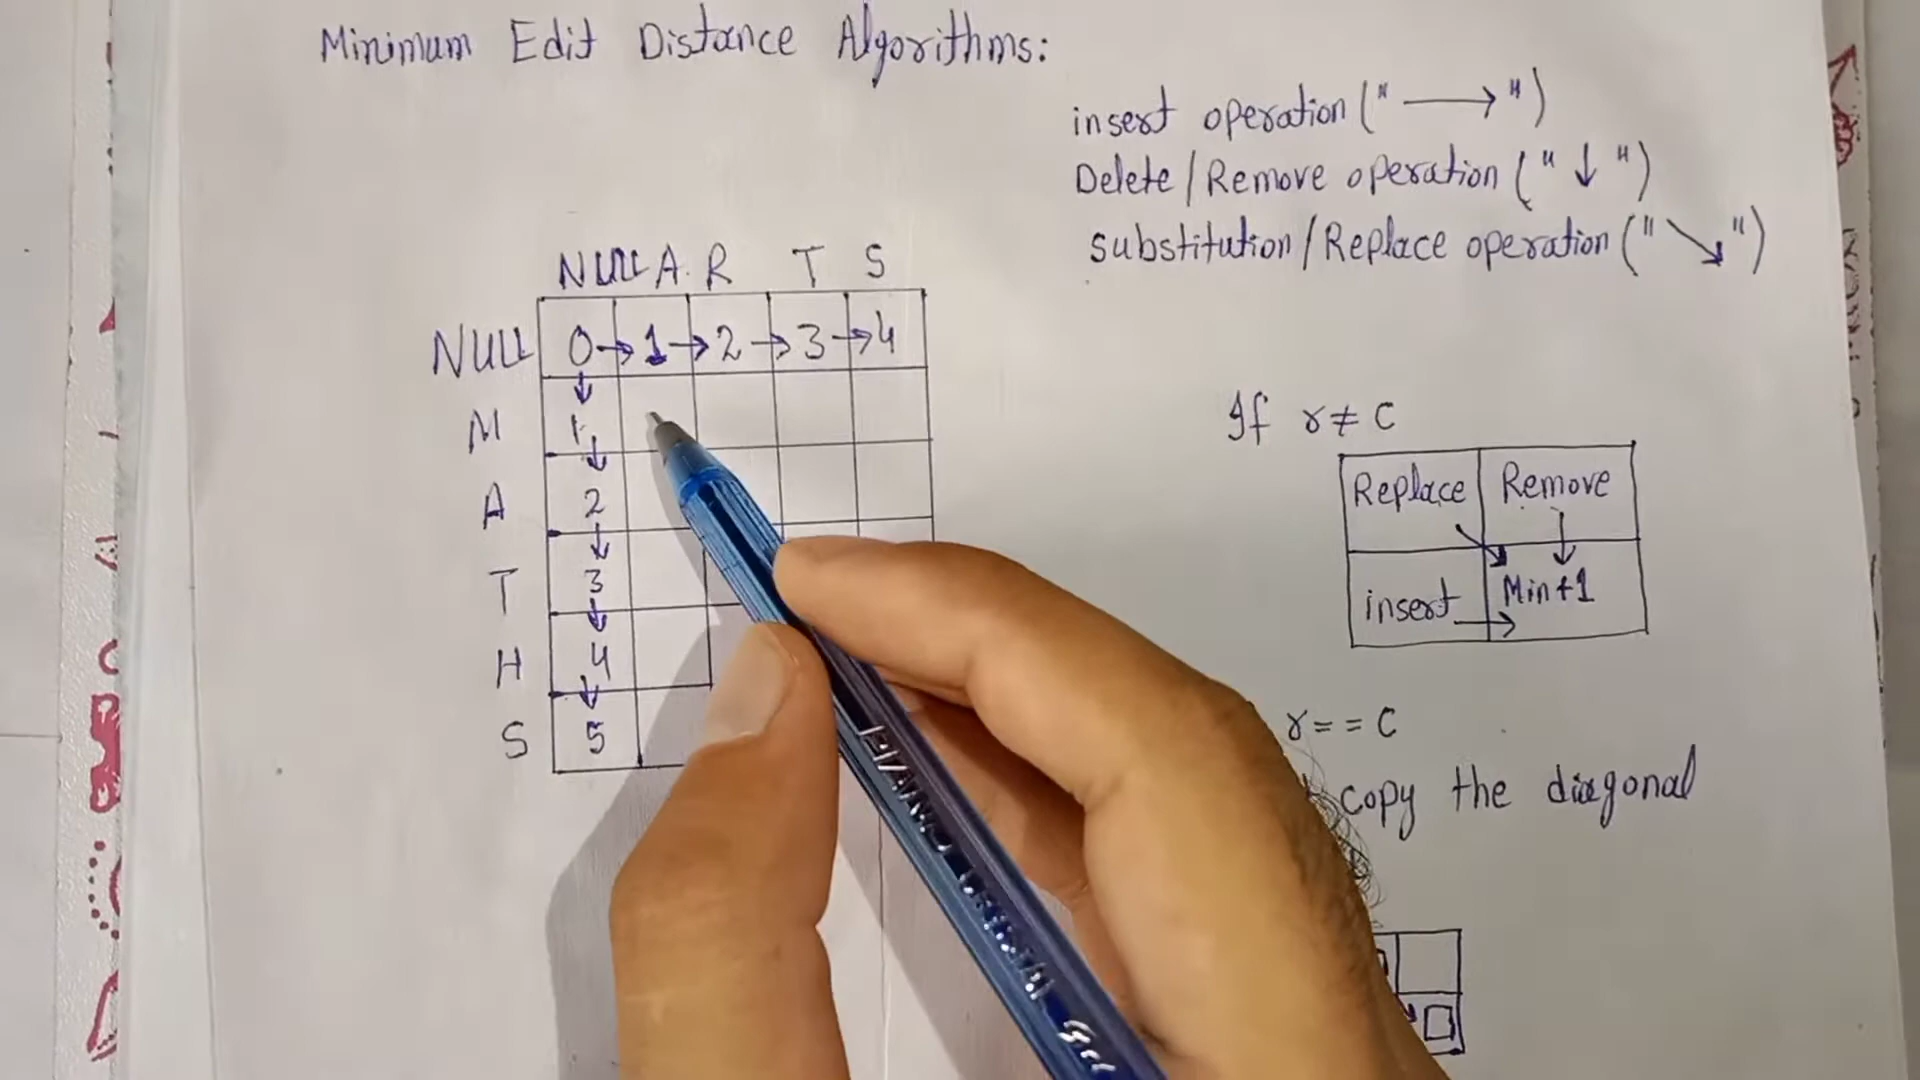 Minimum Edit Distance Algorithms:
insert operation ("→")
Delete/Remove operation ("↓")
substitution/Replace operation ("↘")
NULL A R T S
NULL 0→1→2→3→4
M 1
A 2
T 3
H 4
S 5
If r≠c
Replace Remove
insert Min+1
r==c
copy the diagonal
PIANO